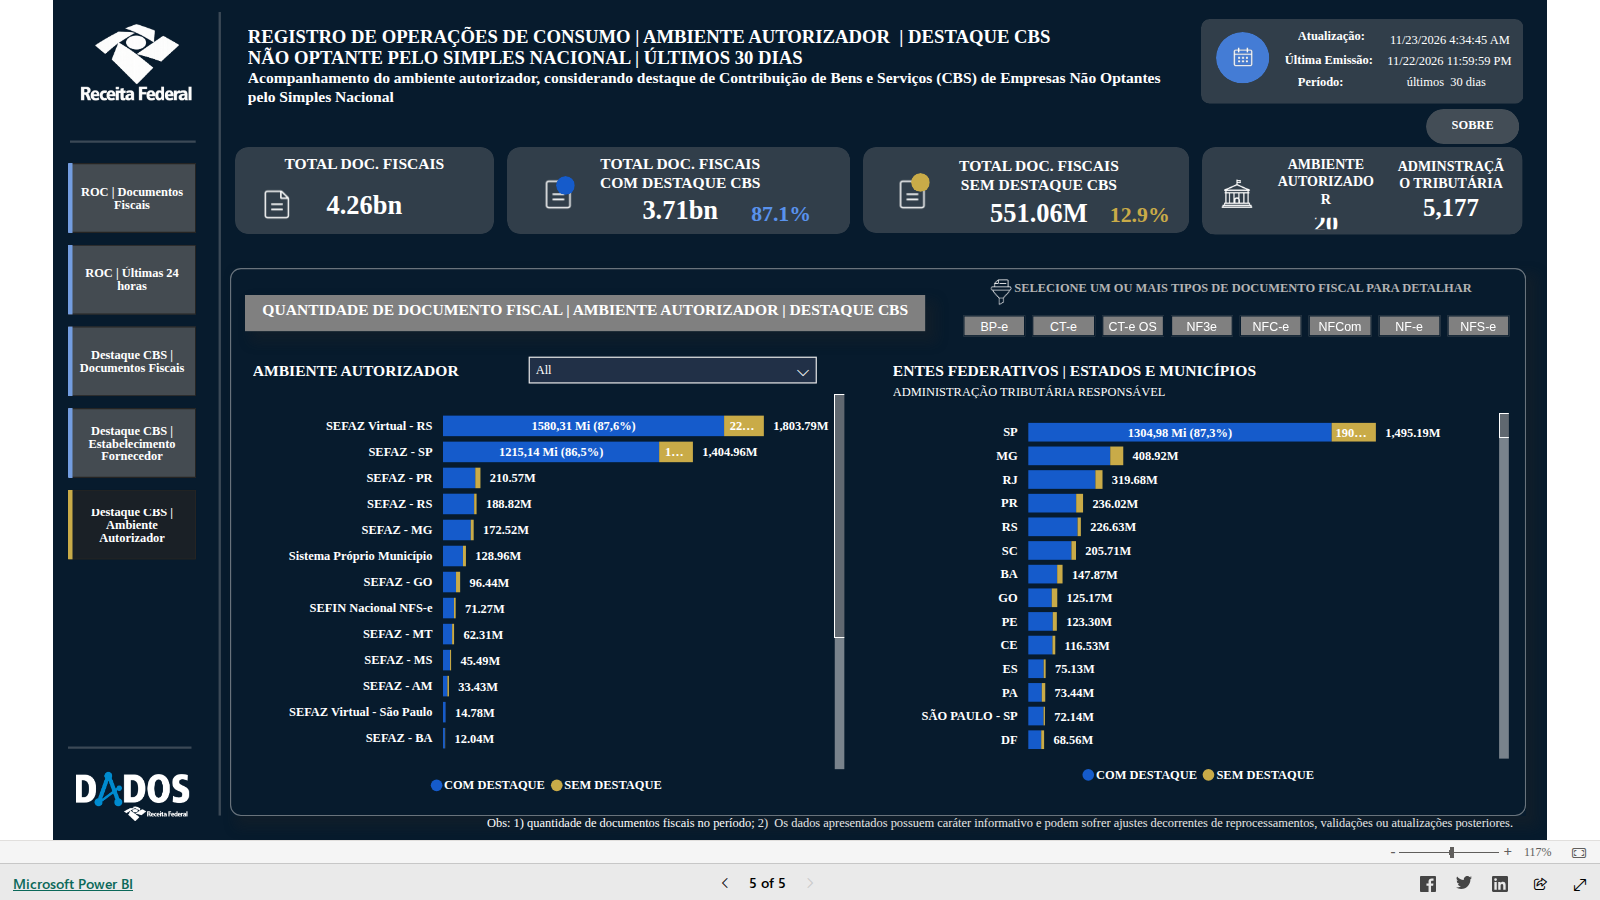 Receita Federal
REGISTRO DE OPERAÇÕES DE CONSUMO | AMBIENTE AUTORIZADOR | DESTAQUE CBS
NÃO OPTANTE PELO SIMPLES NACIONAL | ÚLTIMOS 30 DIAS
Acompanhamento do ambiente autorizador, considerando destaque de Contribuição de Bens e Serviços (CBS) de Empresas Não Optantes
pelo Simples Nacional
Atualização: 11/23/2026 4:34:45 AM
Última Emissão: 11/22/2026 11:59:59 PM
Período: últimos 30 dias
SOBRE
ROC | Documentos
Fiscais
ROC | Últimas 24
horas
Destaque CBS |
Documentos Fiscais
Destaque CBS |
Estabelecimento
Fornecedor
Destaque CBS |
Ambiente
Autorizador
TOTAL DOC. FISCAIS
4.26bn
TOTAL DOC. FISCAIS
COM DESTAQUE CBS
3.71bn 87.1%
TOTAL DOC. FISCAIS
SEM DESTAQUE CBS
551.06M 12.9%
AMBIENTE
AUTORIZADO
R
20
ADMINSTRAÇÃ
O TRIBUTÁRIA
5,177
QUANTIDADE DE DOCUMENTO FISCAL | AMBIENTE AUTORIZADOR | DESTAQUE CBS
SELECIONE UM OU MAIS TIPOS DE DOCUMENTO FISCAL PARA DETALHAR
BP-e CT-e CT-e OS NF3e NFC-e NFCom NF-e NFS-e
AMBIENTE AUTORIZADOR
All
SEFAZ Virtual - RS 1580,31 Mi (87,6%) 22… 1,803.79M
SEFAZ - SP 1215,14 Mi (86,5%) 1… 1,404.96M
SEFAZ - PR 210.57M
SEFAZ - RS 188.82M
SEFAZ - MG 172.52M
Sistema Próprio Município 128.96M
SEFAZ - GO 96.44M
SEFIN Nacional NFS-e 71.27M
SEFAZ - MT 62.31M
SEFAZ - MS 45.49M
SEFAZ - AM 33.43M
SEFAZ Virtual - São Paulo 14.78M
SEFAZ - BA 12.04M
COM DESTAQUE SEM DESTAQUE
ENTES FEDERATIVOS | ESTADOS E MUNICÍPIOS
ADMINISTRAÇÃO TRIBUTÁRIA RESPONSÁVEL
SP 1304,98 Mi (87,3%) 190… 1,495.19M
MG 408.92M
RJ 319.68M
PR 236.02M
RS 226.63M
SC 205.71M
BA 147.87M
GO 125.17M
PE 123.30M
CE 116.53M
ES 75.13M
PA 73.44M
SÃO PAULO - SP 72.14M
DF 68.56M
COM DESTAQUE SEM DESTAQUE
DADOS
Receita Federal
Obs: 1) quantidade de documentos fiscais no período; 2) Os dados apresentados possuem caráter informativo e podem sofrer ajustes decorrentes de reprocessamentos, validações ou atualizações posteriores.
- + 117%
Microsoft Power BI
5 of 5